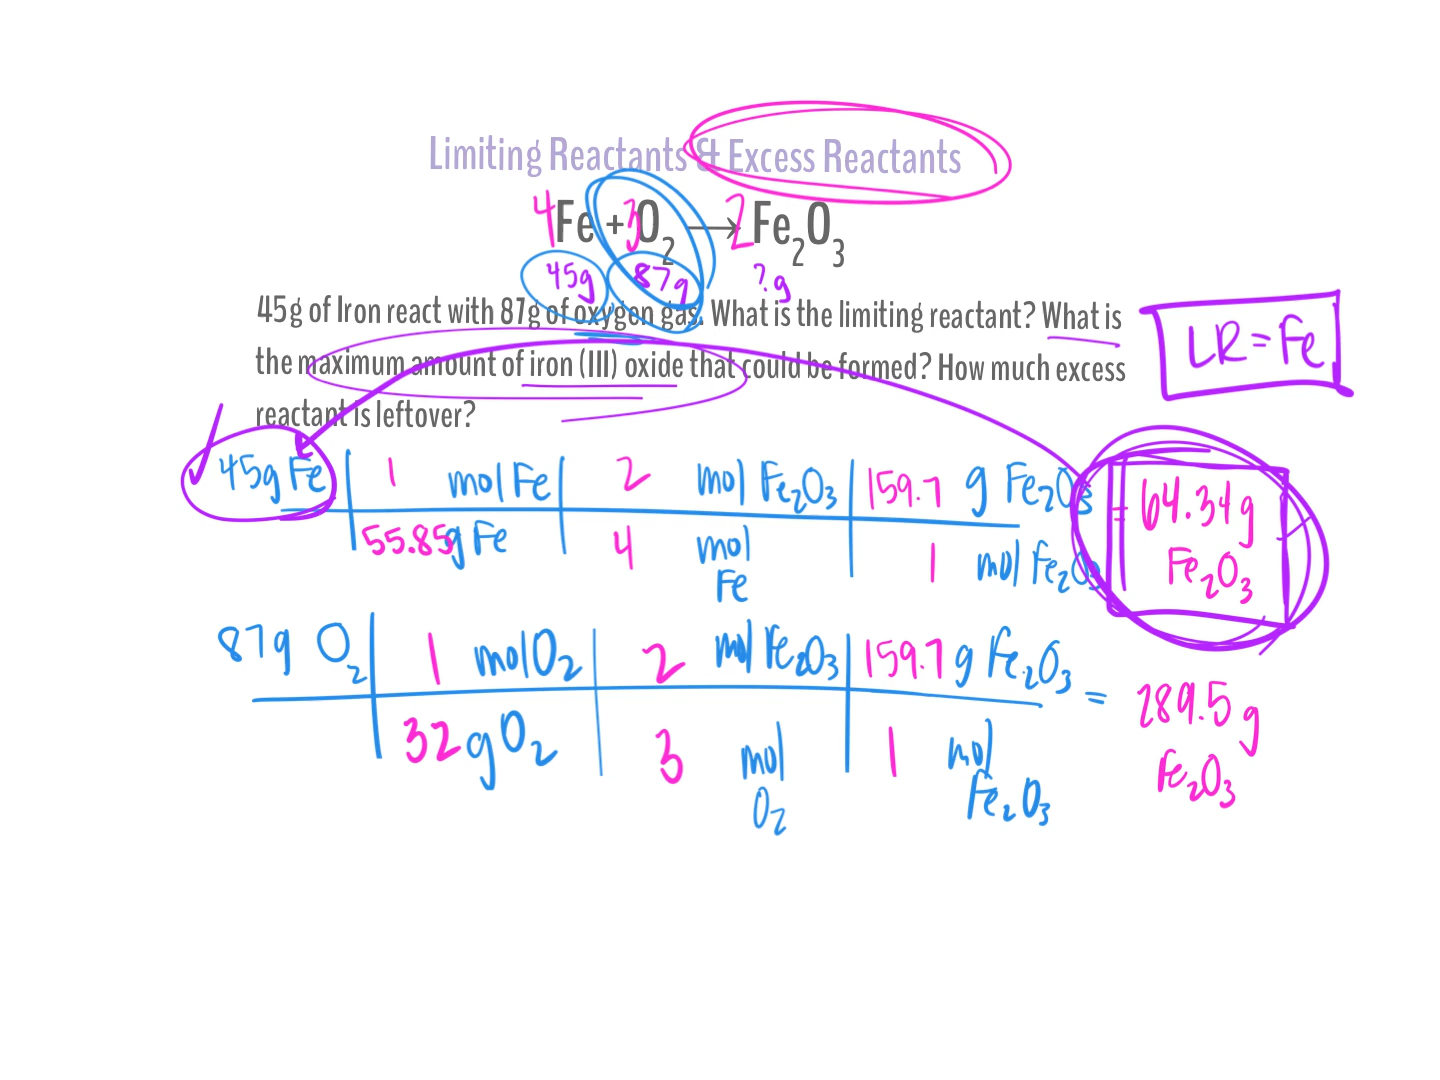 Limiting Reactants & Excess Reactants
4Fe + 3O₂ → 2Fe₂O₃
45g 87g ?g
45g of Iron react with 87g of oxygen gas. What is the limiting reactant? What is
the maximum amount of iron (III) oxide that could be formed? How much excess
reactant is leftover?
LR = Fe
45g Fe 1 mol Fe 2 mol Fe₂O₃ 159.7 g Fe₂O₃ = 64.34g
55.85g Fe 4 mol Fe 1 mol Fe₂O₃ Fe₂O₃
87g O₂ 1 mol O₂ 2 mol Fe₂O₃ 159.7 g Fe₂O₃ = 289.5 g
32 g O₂ 3 mol O₂ 1 mol Fe₂O₃ Fe₂O₃